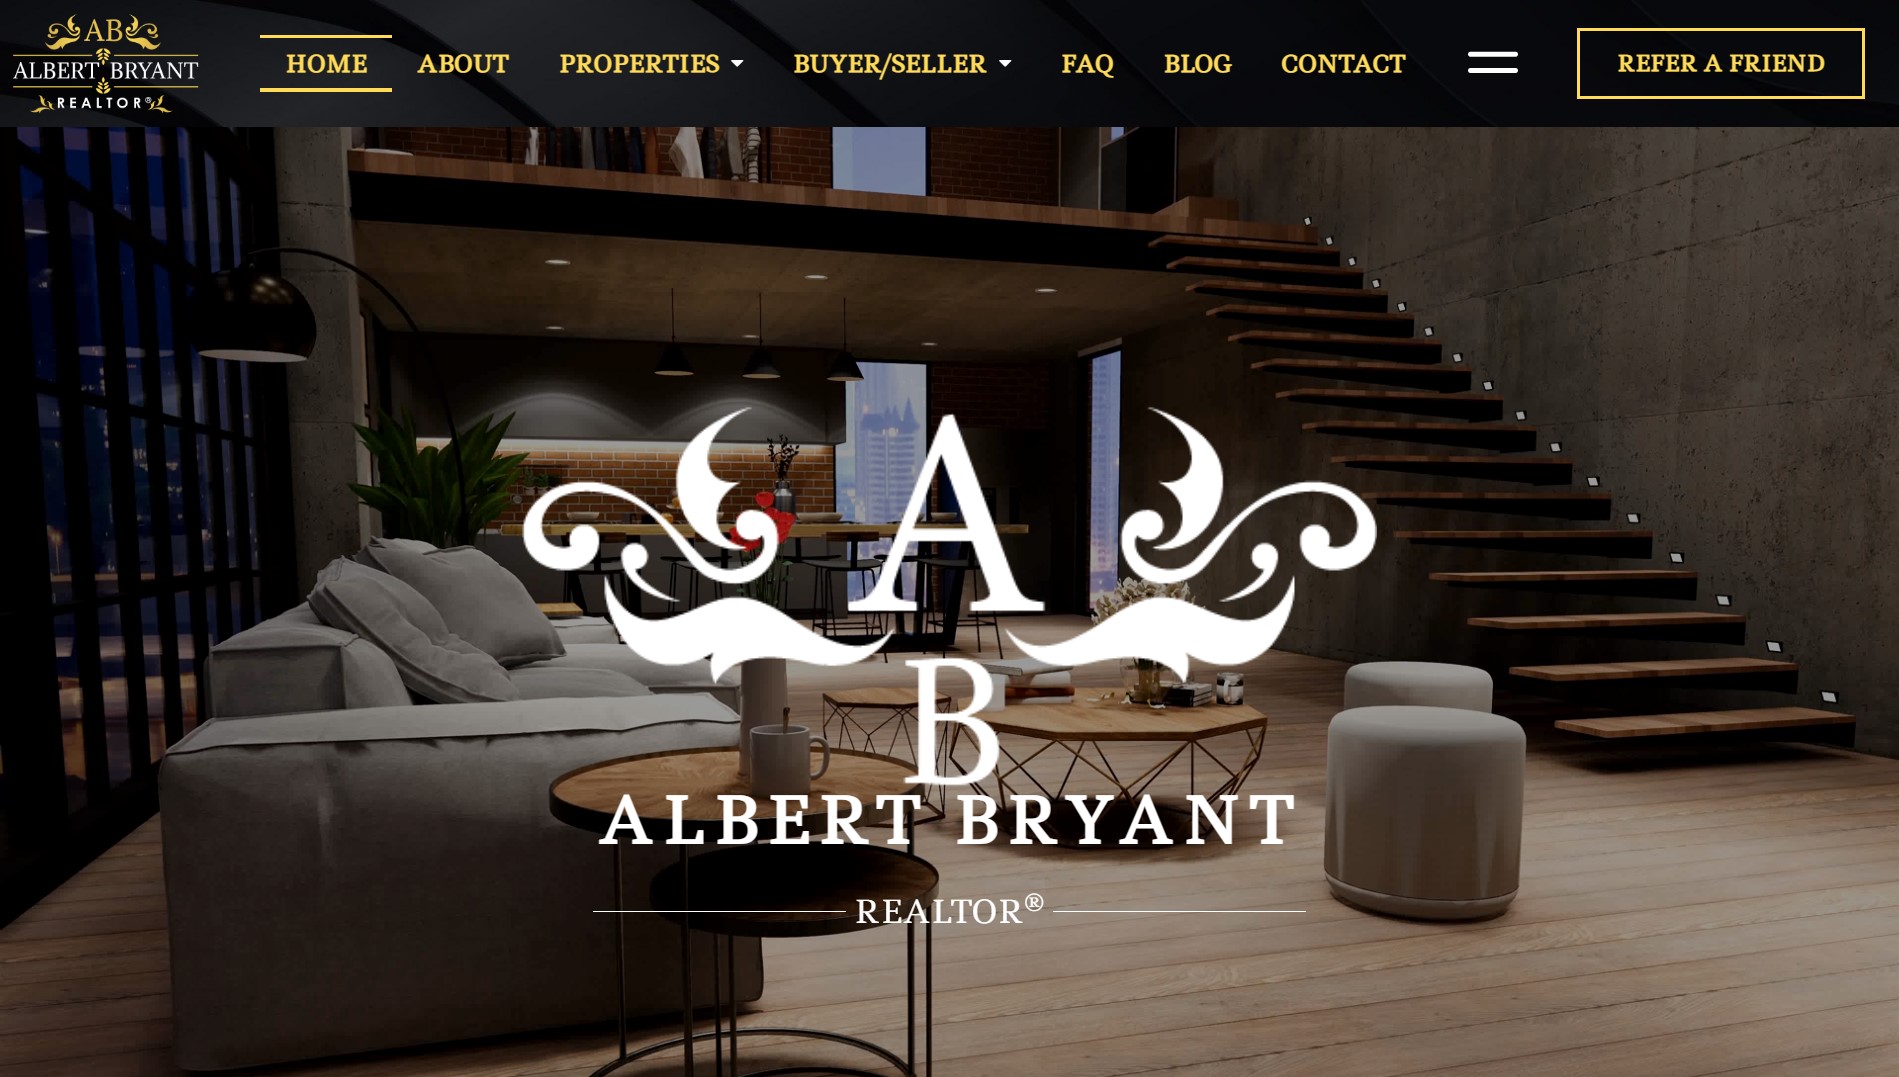 AB
ALBERT BRYANT
REALTOR®
HOME
ABOUT
PROPERTIES
BUYER/SELLER
FAQ
BLOG
CONTACT
REFER A FRIEND
A
B
ALBERT BRYANT
REALTOR®